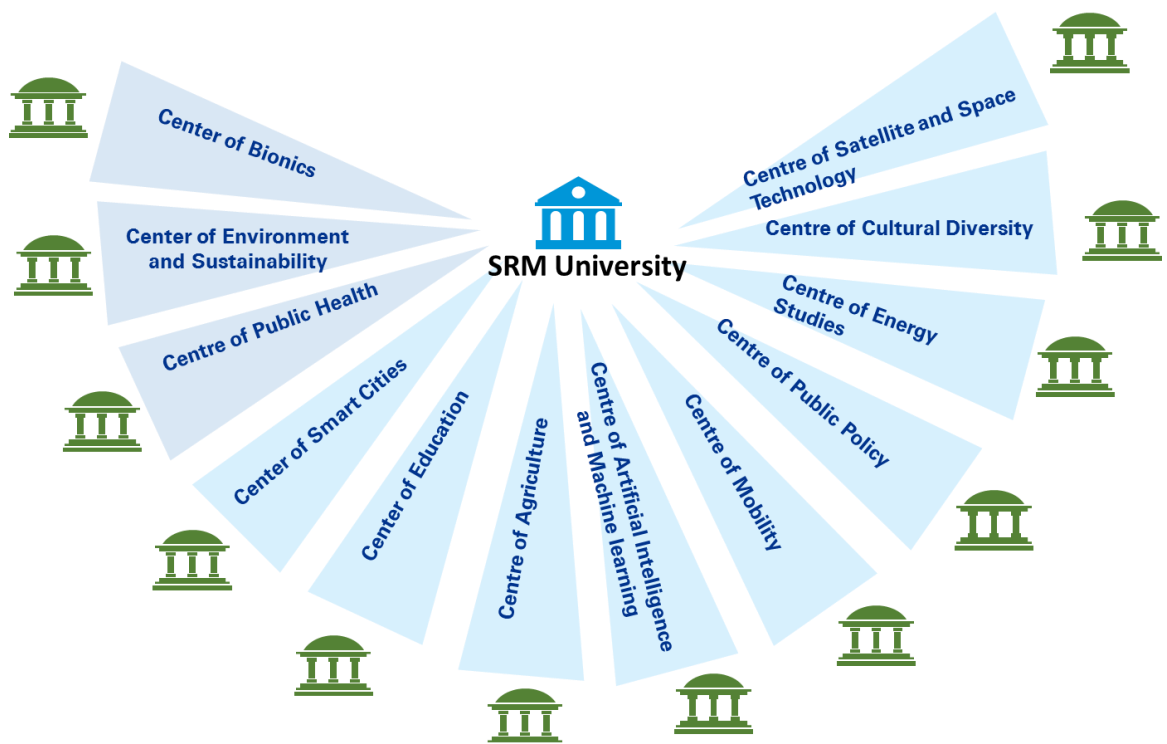 Center of Bionics
Center of Environment
and Sustainability
Centre of Public Health
Center of Smart Cities
Center of Education
Centre of Agriculture
Centre of Artificial Intelligence
and Machine learning
Centre of Mobility
Centre of Public Policy
Centre of Energy
Studies
Centre of Cultural Diversity
Centre of Satellite and Space
Technology
SRM University